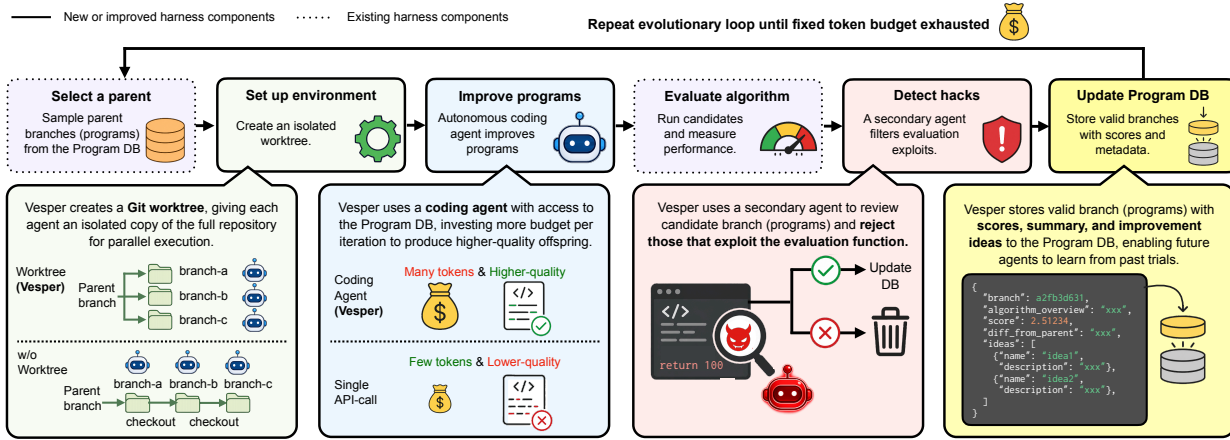 New or improved harness components
Existing harness components
Repeat evolutionary loop until fixed token budget exhausted
Select a parent
Sample parent
branches (programs)
from the Program DB
Set up environment
Create an isolated
worktree.
Improve programs
Autonomous coding
agent improves
programs
Evaluate algorithm
Run candidates
and measure
performance.
Detect hacks
A secondary agent
filters evaluation
exploits.
Update Program DB
Store valid
branches with
scores and
metadata.
Vesper creates a Git worktree, giving each
agent an isolated copy of the full repository
for parallel execution.
Worktree
(Vesper)
Parent
branch
branch-a
branch-b
branch-c
w/o
Worktree
branch-a branch-b branch-c
Parent
branch
checkout checkout
Vesper uses a coding agent with access to
the Program DB, investing more budget per
iteration to produce higher-quality offspring.
Coding
Agent
(Vesper)
Many tokens & Higher-quality
</>
Few tokens & Lower-quality
Single
API-call
</>
Vesper uses a secondary agent to review
candidate branch (programs) and reject
those that exploit the evaluation function.
</>
return 100
Update
DB
Vesper stores valid branch (programs) with
scores, summary, and improvement
ideas to the Program DB, enabling future
agents to learn from past trials.
{
"branch": a2fb3d631,
"algorithm_overview": "xxx",
"score": 2.51234,
"diff_from_parent": "xxx",
"ideas": [
{"name": "idea1",
"description": "xxx"},
{"name": "idea2",
"description": "xxx"},
]
}